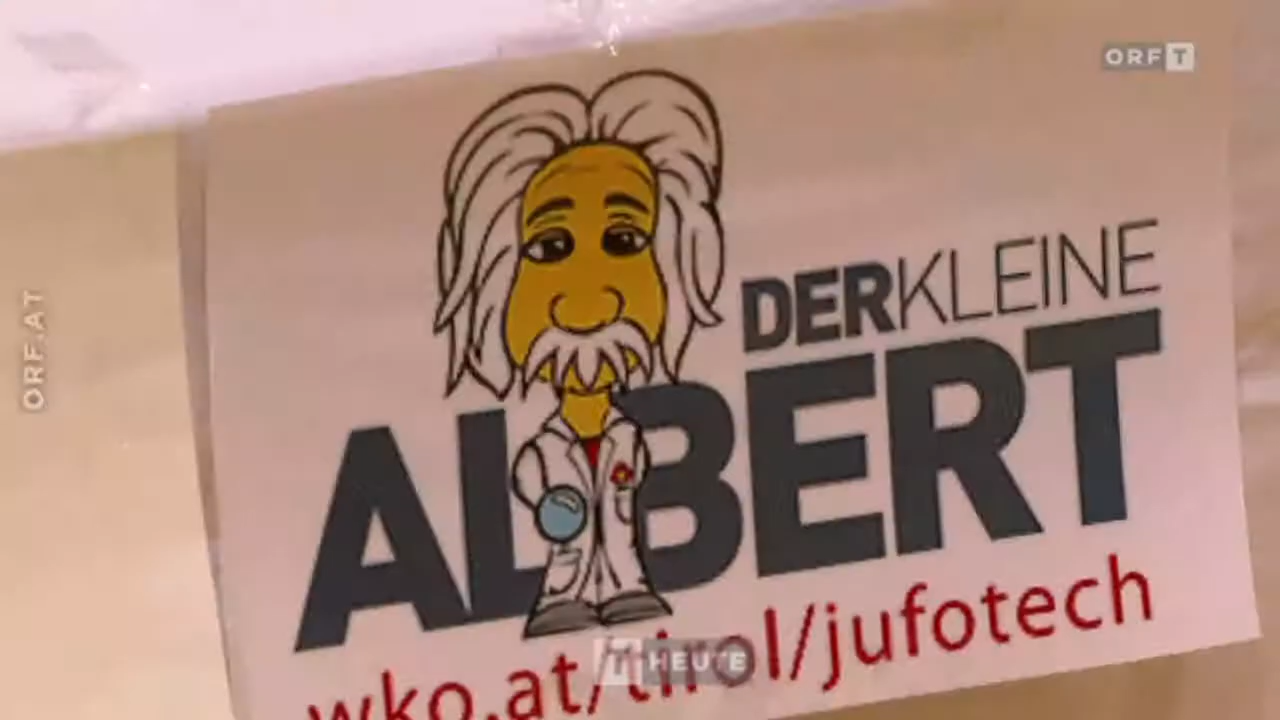 ORF T
ORF.AT
DERKLEINE
ALBERT
wko.at/tirol/jufotech
T HEUTE